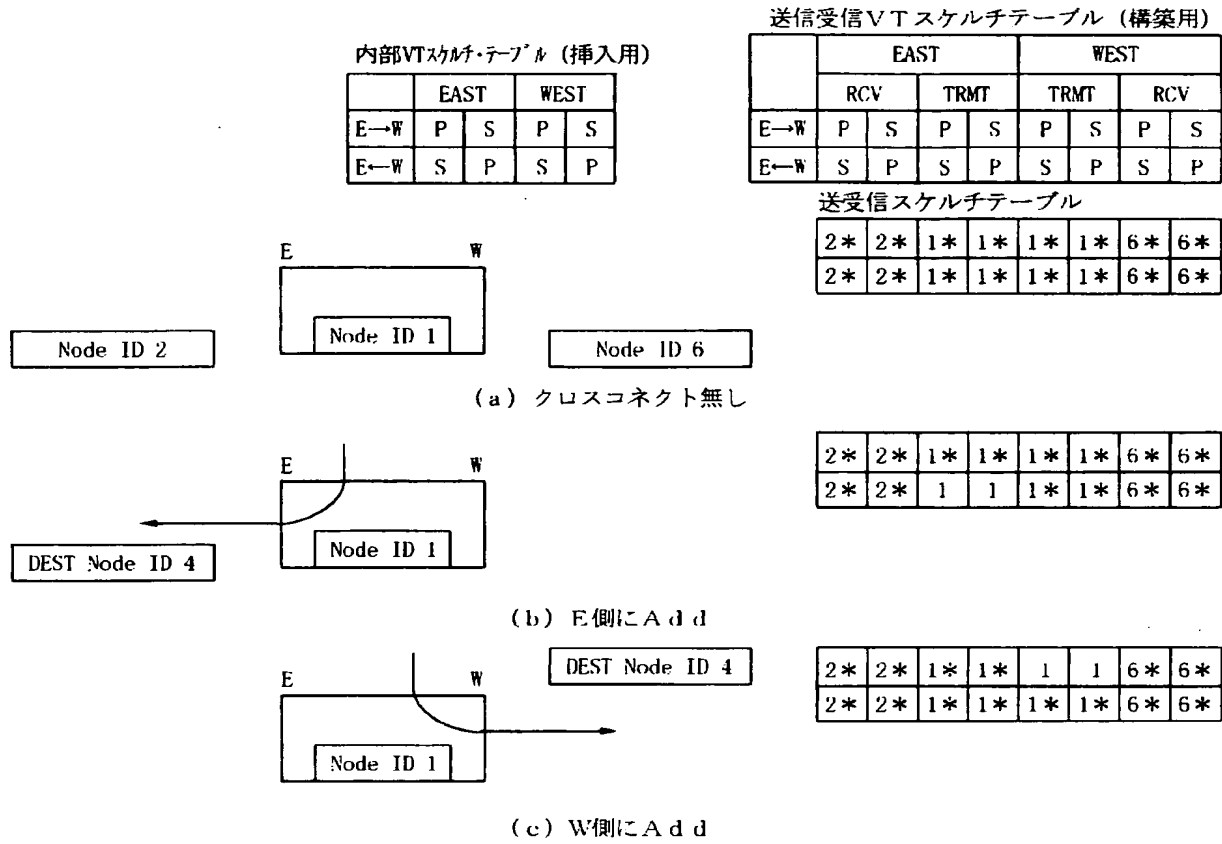 送信受信VTスケルチテーブル（構築用）
内部VTｽｹﾙﾁ・ﾃｰﾌﾞﾙ（挿入用）
EAST WEST
RCV TRMT TRMT RCV
E→W P S P S P S P S
E←W S P S P S P S P
EAST WEST
E→W P S P S
E←W S P S P
送受信スケルチテーブル
2* 2* 1* 1* 1* 1* 6* 6*
2* 2* 1* 1* 1* 1* 6* 6*
E W
Node ID 1
Node ID 2
Node ID 6
(a) クロスコネクト無し
2* 2* 1* 1* 1* 1* 6* 6*
2* 2* 1 1 1* 1* 6* 6*
E W
Node ID 1
DEST Node ID 4
(b) E側にAdd
DEST Node ID 4
2* 2* 1* 1* 1 1 6* 6*
2* 2* 1* 1* 1* 1* 6* 6*
E W
Node ID 1
(c) W側にAdd